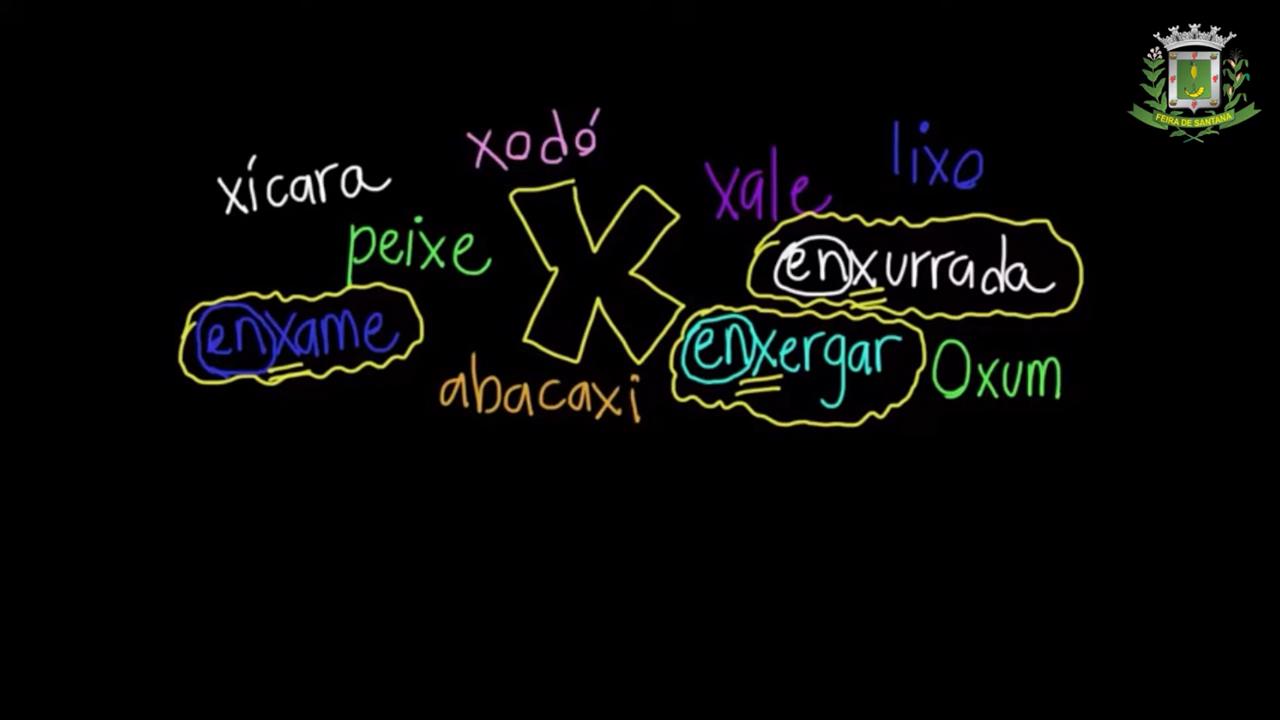 xodó
lixo
xícara
xale
peixe
X
enxurrada
enxame
enxergar
Oxum
abacaxi
FEIRA DE SANTANA